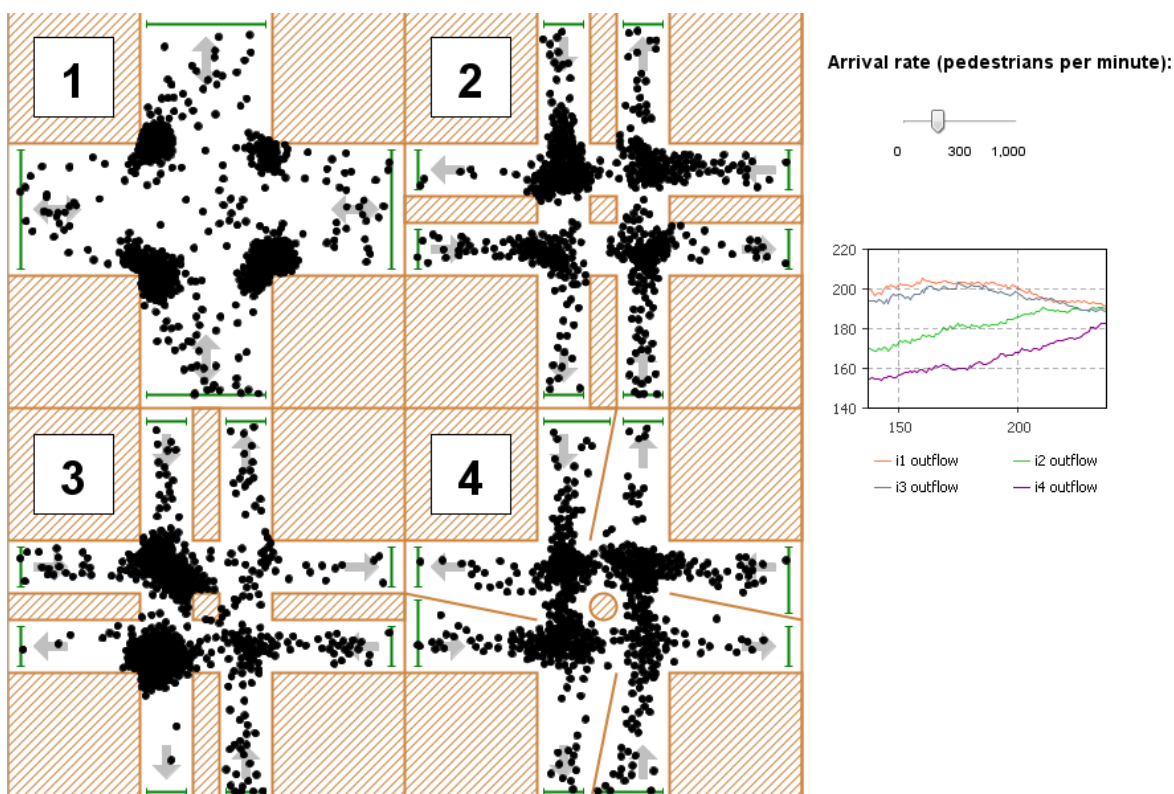 1
2
3
4
Arrival rate (pedestrians per minute):
0 300 1,000
220
200
180
160
140
150 200
i1 outflow i2 outflow
i3 outflow i4 outflow